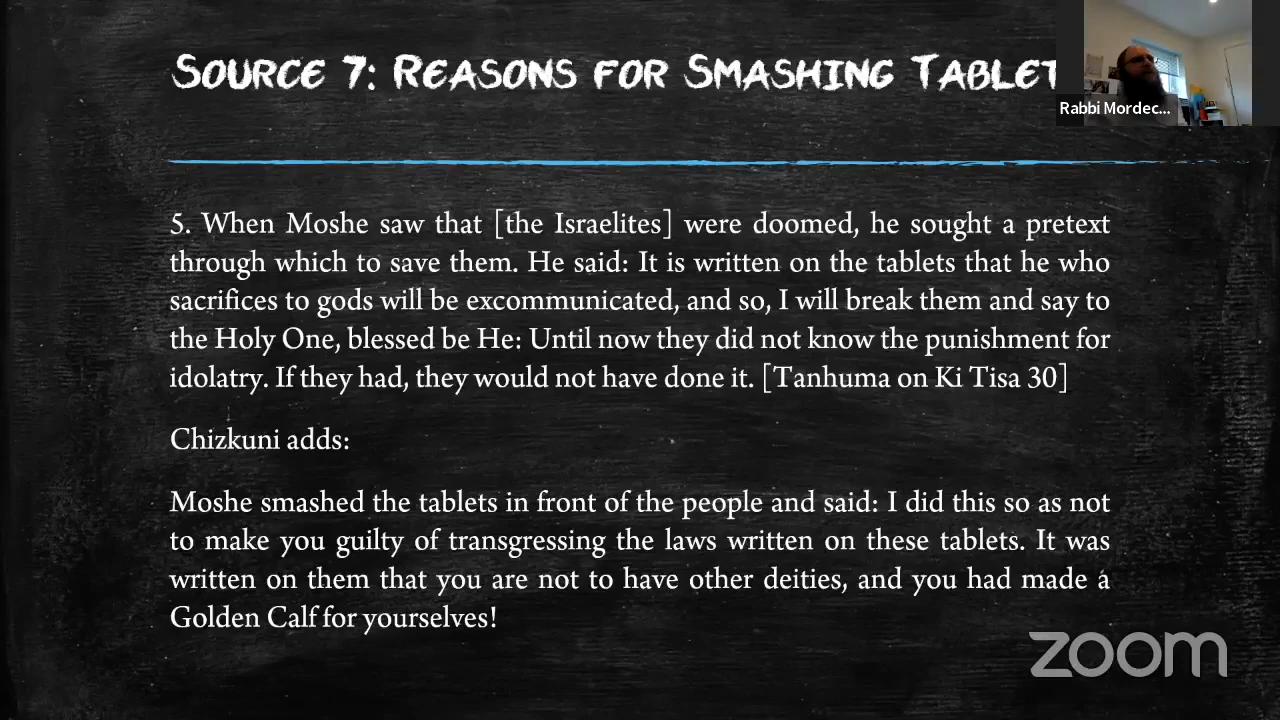 SOURCE 7: REASONS FOR SMASHING TABLET
Rabbi Mordec...
5. When Moshe saw that [the Israelites] were doomed, he sought a pretext
through which to save them. He said: It is written on the tablets that he who
sacrifices to gods will be excommunicated, and so, I will break them and say to
the Holy One, blessed be He: Until now they did not know the punishment for
idolatry. If they had, they would not have done it. [Tanhuma on Ki Tisa 30]
Chizkuni adds:
Moshe smashed the tablets in front of the people and said: I did this so as not
to make you guilty of transgressing the laws written on these tablets. It was
written on them that you are not to have other deities, and you had made a
Golden Calf for yourselves!
zoom